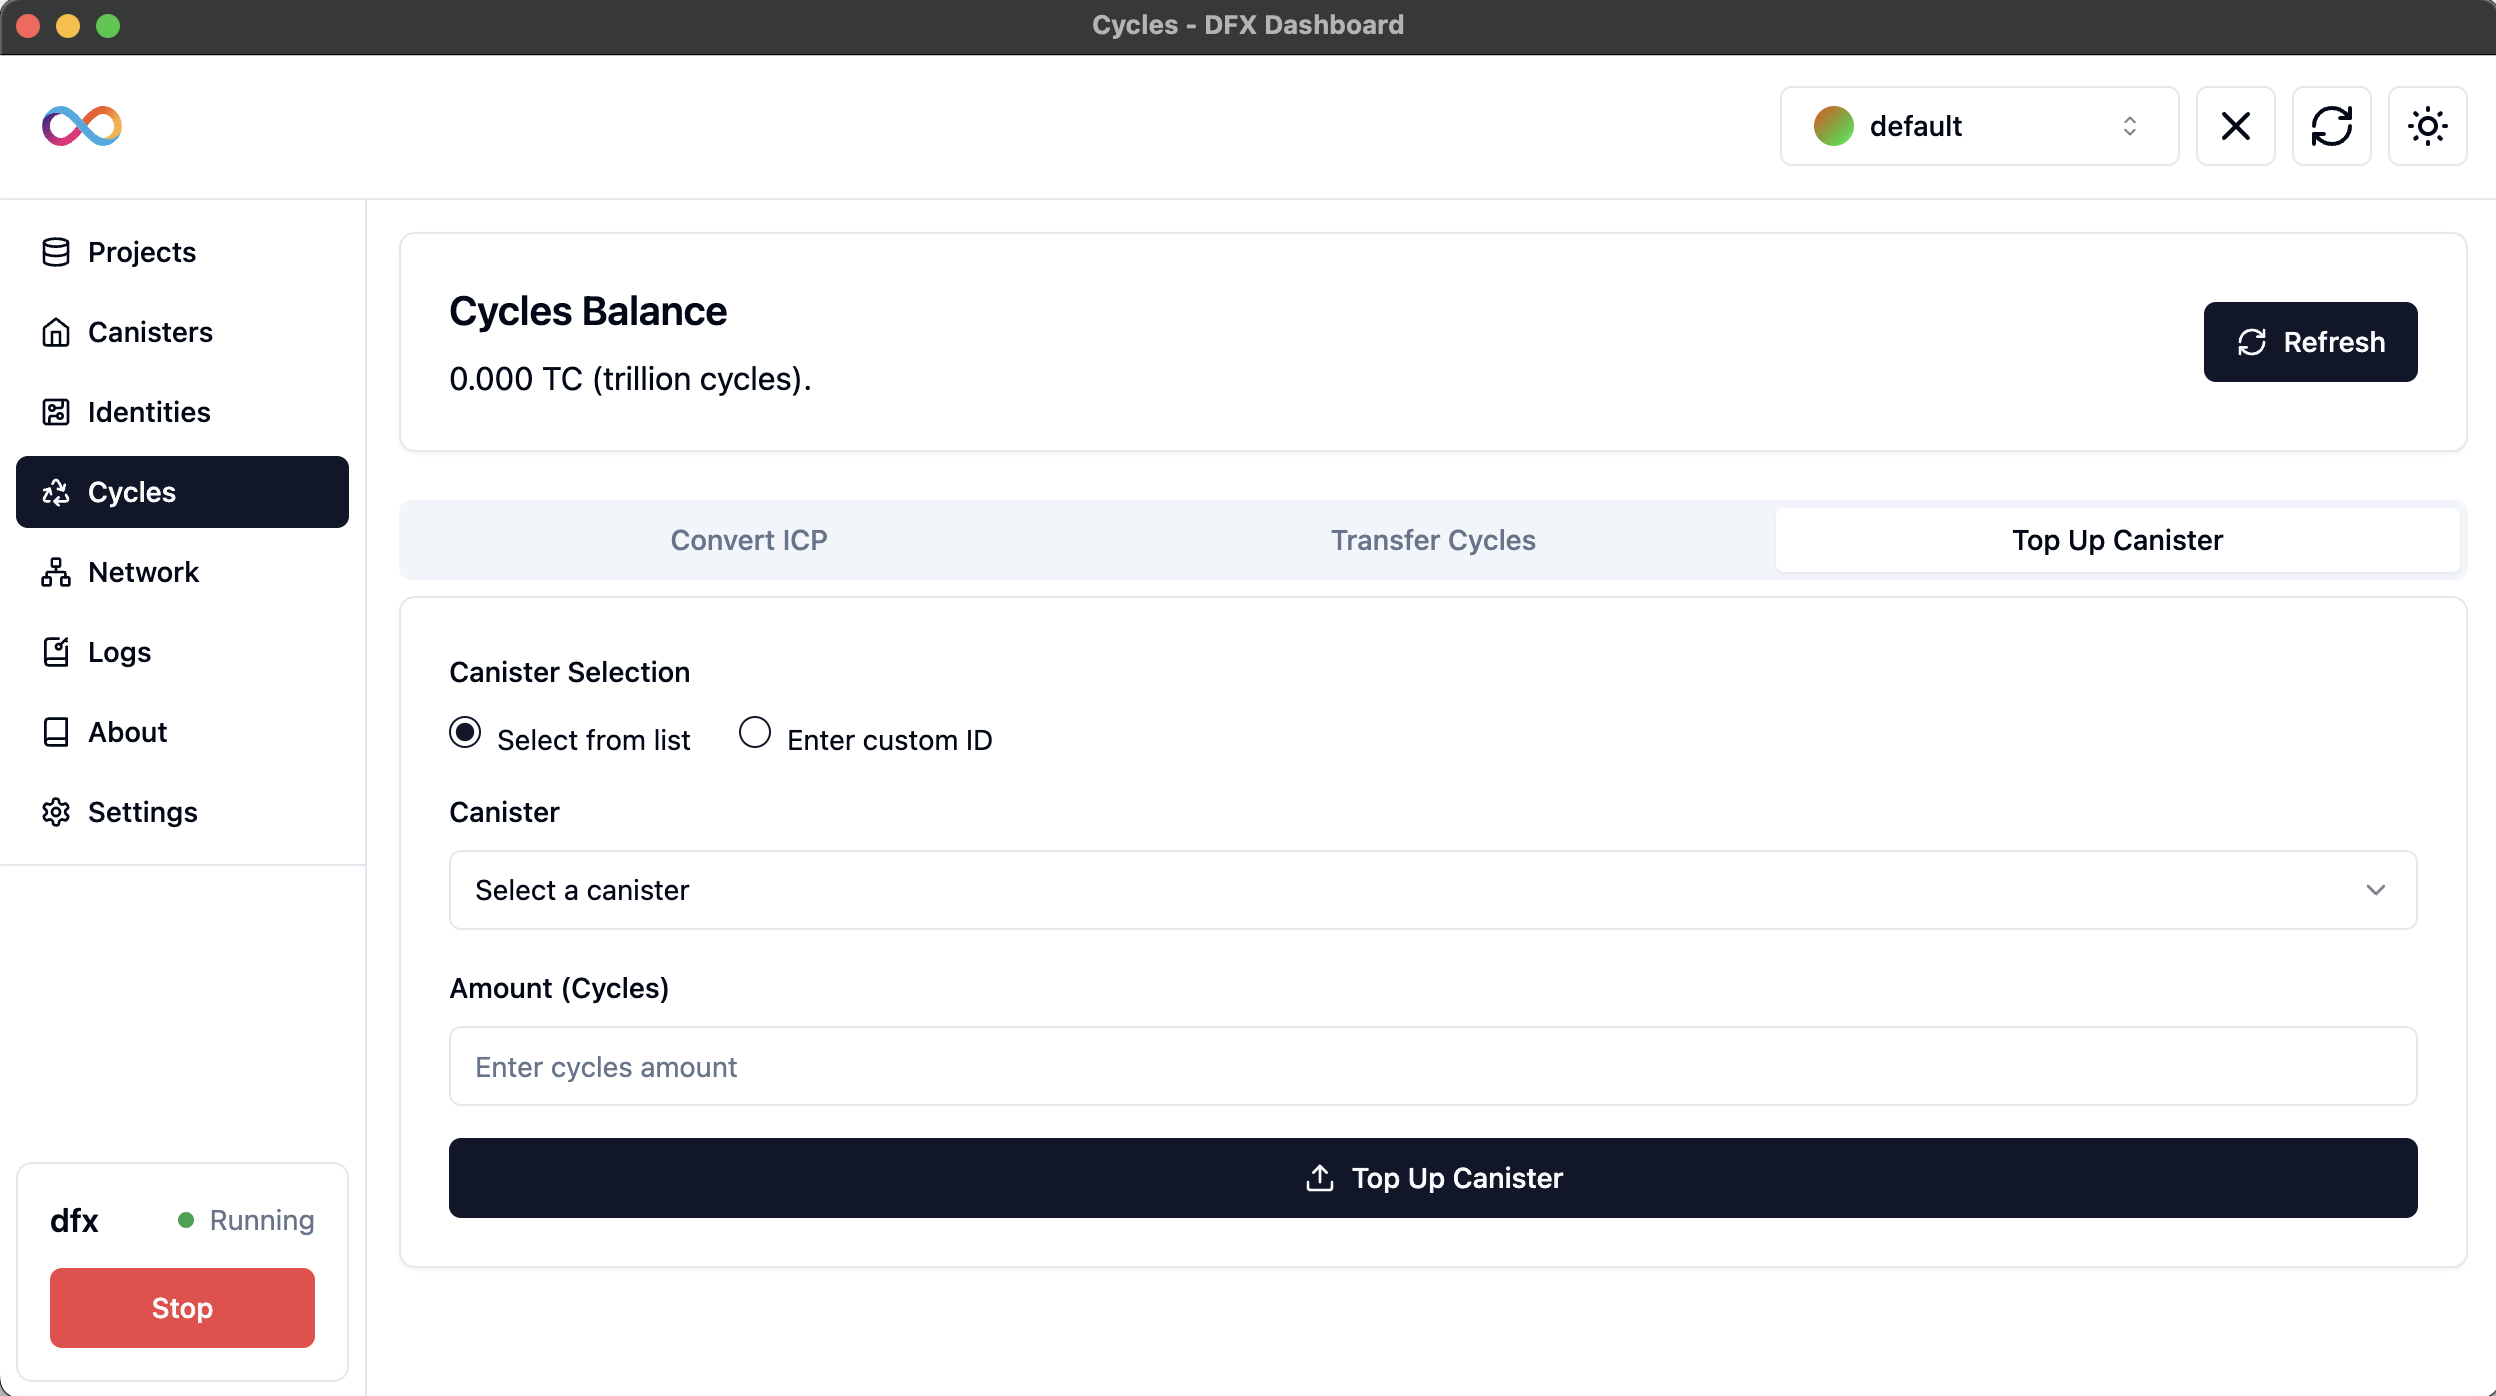 Cycles - DFX Dashboard
default
Projects
Canisters
Identities
Cycles
Network
Logs
About
Settings
dfx
Running
Stop
Cycles Balance
0.000 TC (trillion cycles).
Refresh
Convert ICP
Transfer Cycles
Top Up Canister
Canister Selection
Select from list
Enter custom ID
Canister
Select a canister
Amount (Cycles)
Enter cycles amount
Top Up Canister